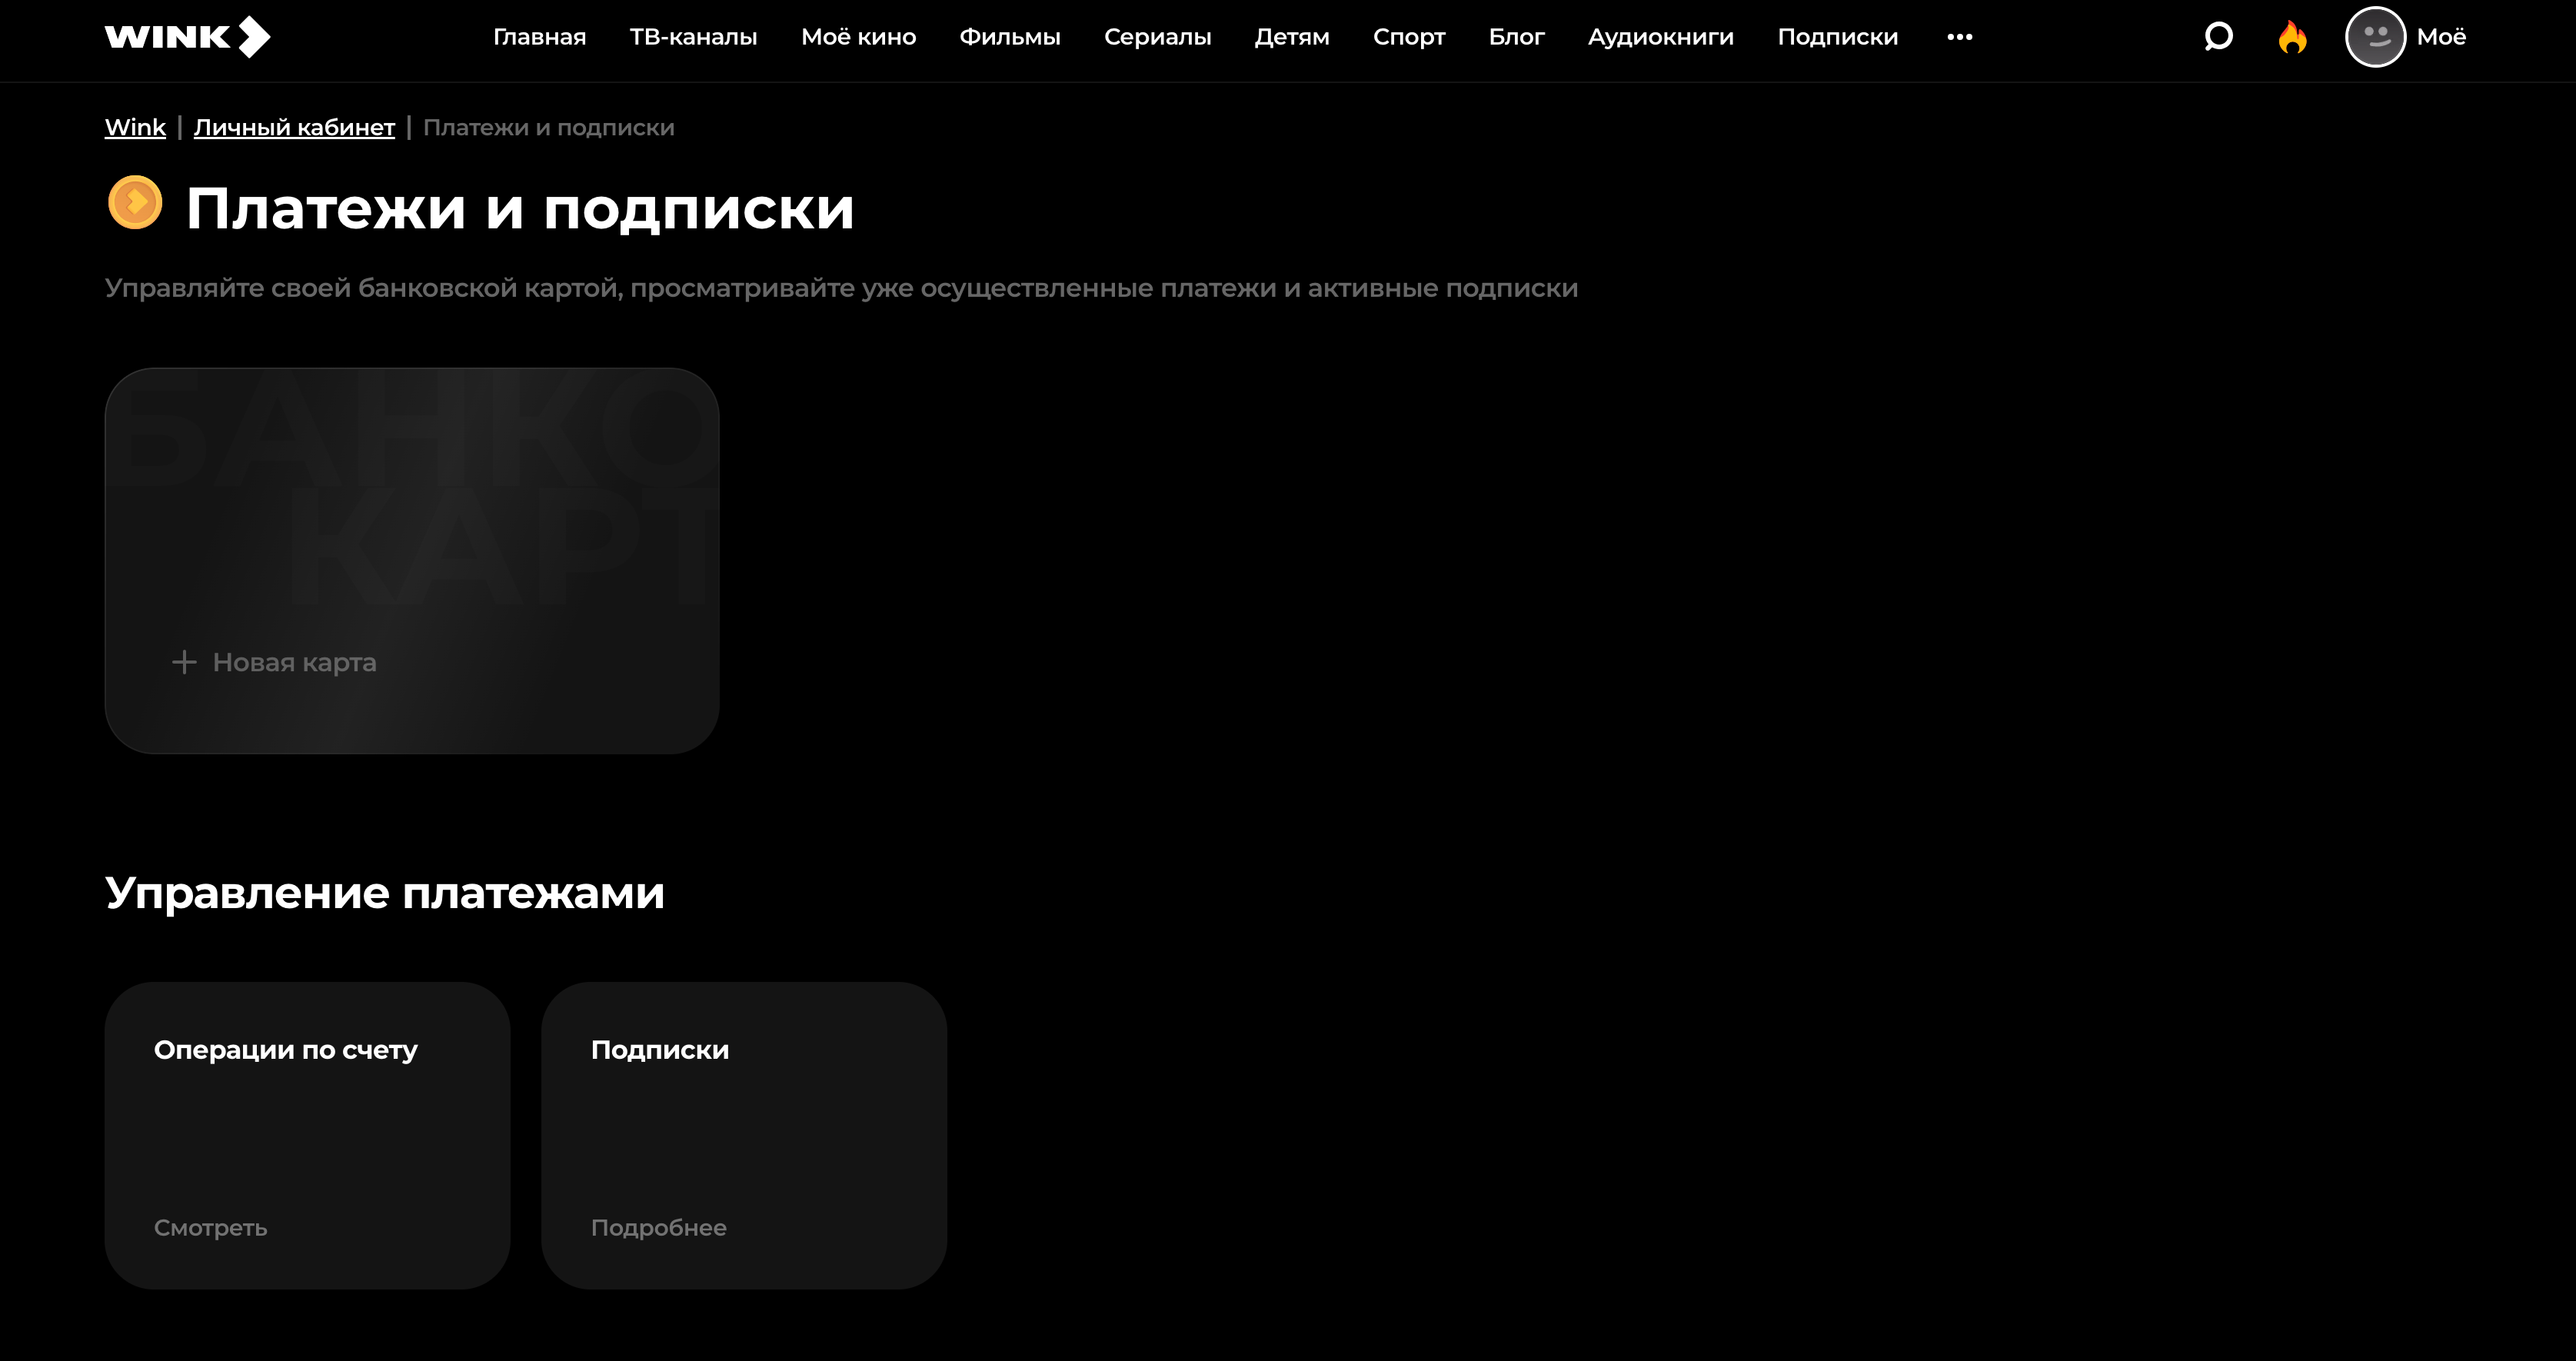 WINK
Главная ТВ-каналы Моё кино Фильмы Сериалы Детям Спорт Блог Аудиокниги Подписки ••• Моё
Wink | Личный кабинет | Платежи и подписки
Платежи и подписки
Управляйте своей банковской картой, просматривайте уже осуществленные платежи и активные подписки
БАНКО
КАРТ
+ Новая карта
Управление платежами
Операции по счету
Смотреть
Подписки
Подробнее